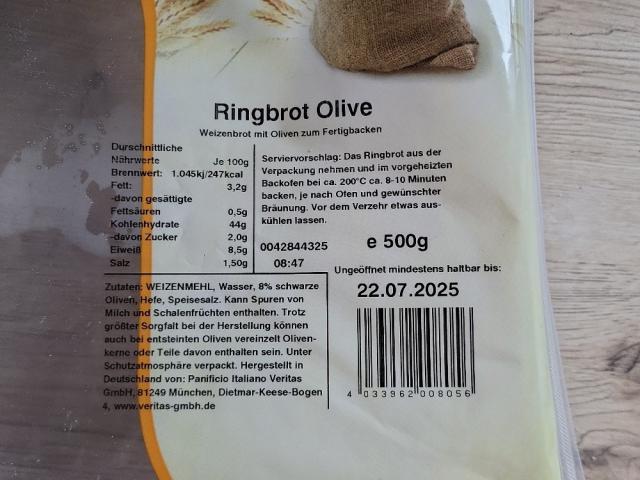 Ringbrot Olive
Weizenbrot mit Oliven zum Fertigbacken
Durschnittliche
Nährwerte Je 100g
Brennwert: 1.045kj/247kcal
Fett: 3,2g
-davon gesättigte
Fettsäuren 0,5g
Kohlenhydrate 44g
-davon Zucker 2,0g
Eiweiß 8,5g
Salz 1,50g
Serviervorschlag: Das Ringbrot aus der
Verpackung nehmen und im vorgeheizten
Backofen bei ca. 200°C ca. 8-10 Minuten
backen, je nach Ofen und gewünschter
Bräunung. Vor dem Verzehr etwas aus-
kühlen lassen.
0042844325 e 500g
08:47
Ungeöffnet mindestens haltbar bis:
22.07.2025
Zutaten: WEIZENMEHL, Wasser, 8% schwarze
Oliven, Hefe, Speisesalz. Kann Spuren von
Milch und Schalenfrüchten enthalten. Trotz
größter Sorgfalt bei der Herstellung können
auch bei entsteinten Oliven vereinzelt Oliven-
kerne oder Teile davon enthalten sein. Unter
Schutzatmosphäre verpackt. Hergestellt in
Deutschland von: Panificio Italiano Veritas
GmbH, 81249 München, Dietmar-Keese-Bogen
4, www.veritas-gmbh.de
4 033962 008056